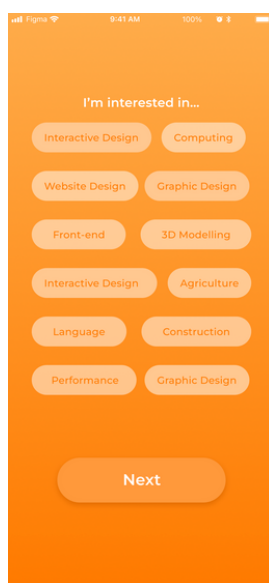 Figma 9:41 AM 100%
I'm interested in...
Interactive Design Computing
Website Design Graphic Design
Front-end 3D Modelling
Interactive Design Agriculture
Language Construction
Performance Graphic Design
Next